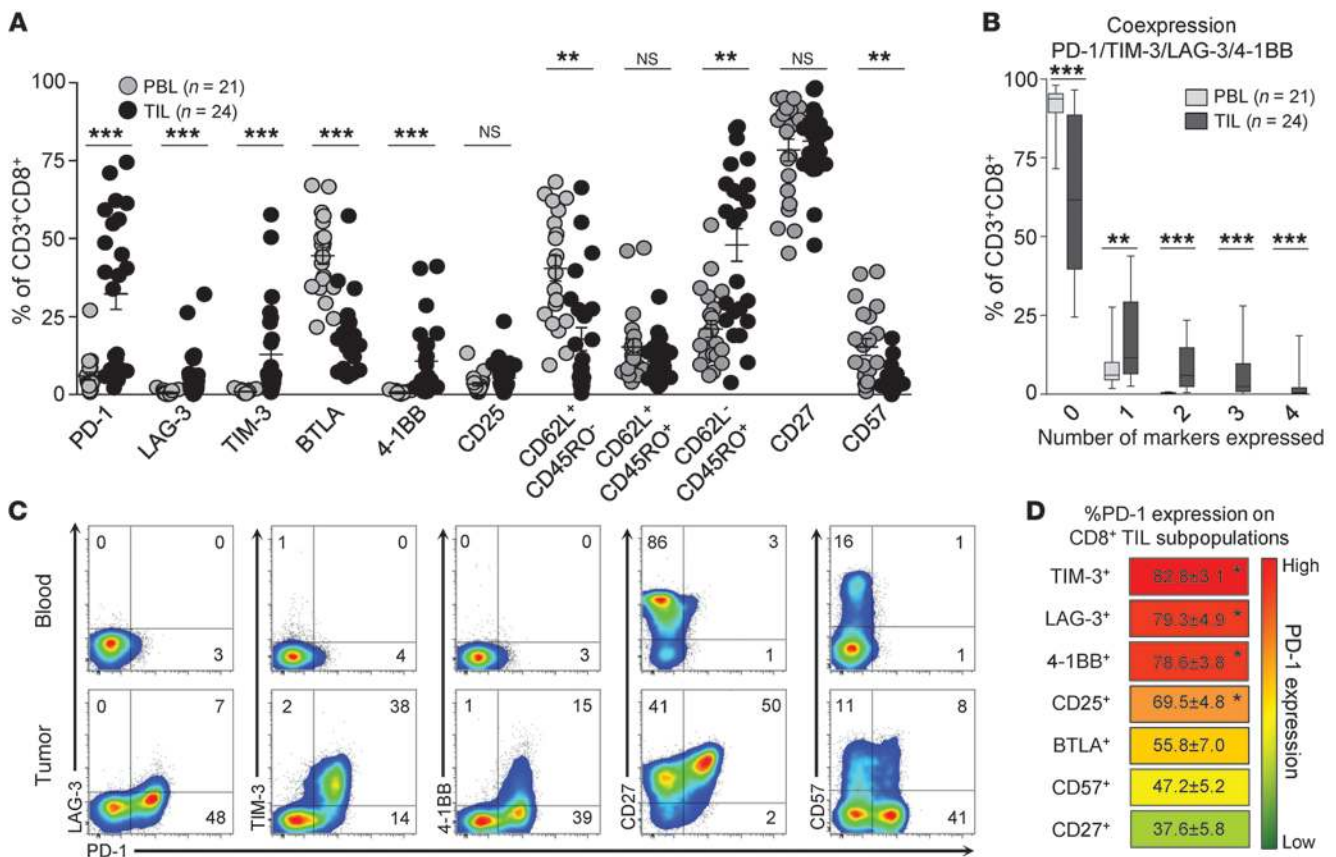 A
100
75
50
25
0
% of CD3⁺CD8⁺
PBL (n = 21)
TIL (n = 24)
*** *** *** *** *** NS ** NS ** NS **
PD-1
LAG-3
TIM-3
BTLA
4-1BB
CD25
CD62L⁺
CD45RO⁻
CD62L⁺
CD45RO⁺
CD62L⁻
CD45RO⁺
CD27
CD57
B
Coexpression
PD-1/TIM-3/LAG-3/4-1BB
100
75
50
25
0
% of CD3⁺CD8⁺
PBL (n = 21)
TIL (n = 24)
*** ** *** *** ***
0 1 2 3 4
Number of markers expressed
C
Blood
0 0
3
1 0
4
0 0
3
86 3
1
16 1
1
Tumor
0 7
48
2 38
14
1 15
39
41 50
2
11 8
41
LAG-3
TIM-3
4-1BB
CD27
CD57
PD-1
D
%PD-1 expression on
CD8⁺ TIL subpopulations
TIM-3⁺ 82.8±3.1 *
LAG-3⁺ 79.3±4.9 *
4-1BB⁺ 78.6±3.8 *
CD25⁺ 69.5±4.8 *
BTLA⁺ 55.8±7.0
CD57⁺ 47.2±5.2
CD27⁺ 37.6±5.8
High
PD-1 expression
Low